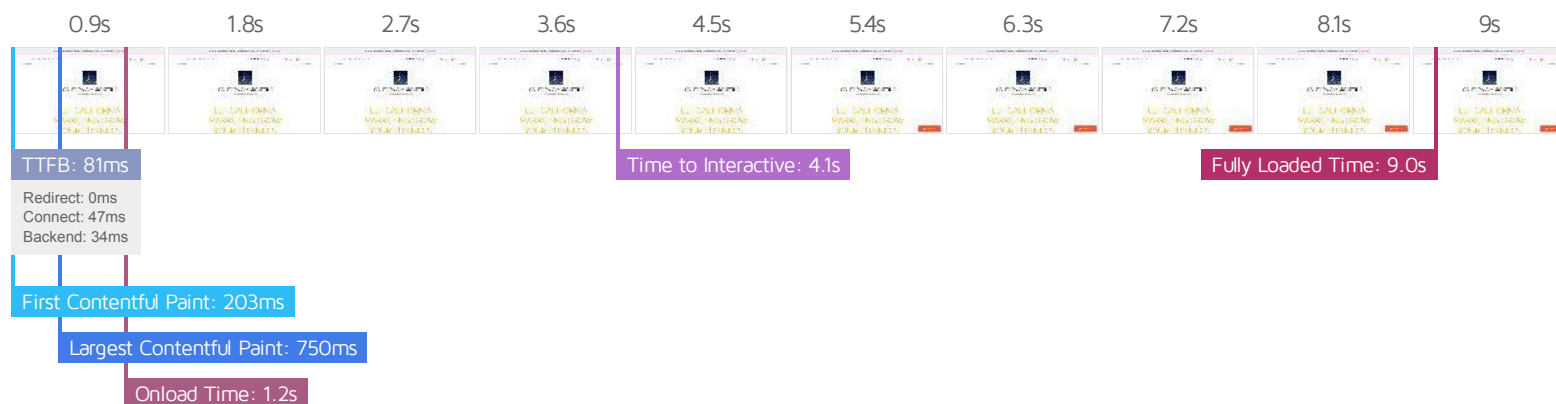 0.9s 1.8s 2.7s 3.6s 4.5s 5.4s 6.3s 7.2s 8.1s 9s
TTFB: 81ms
Time to Interactive: 4.1s
Fully Loaded Time: 9.0s
Redirect: 0ms
Connect: 47ms
Backend: 34ms
First Contentful Paint: 203ms
Largest Contentful Paint: 750ms
Onload Time: 1.2s